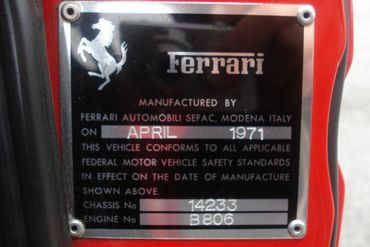 Ferrari
MANUFACTURED BY
FERRARI AUTOMOBILI SEFAC, MODENA ITALY
ON APRIL 1971
THIS VEHICLE CONFORMS TO ALL APPLICABLE
FEDERAL MOTOR VEHICLE SAFETY STANDARDS
IN EFFECT ON THE DATE OF MANUFACTURE
SHOWN ABOVE.
CHASSIS No 14233
ENGINE No B806